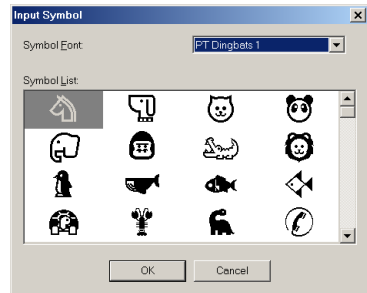 Input Symbol
Symbol Font:
PT Dingbats 1
Symbol List:
OK
Cancel